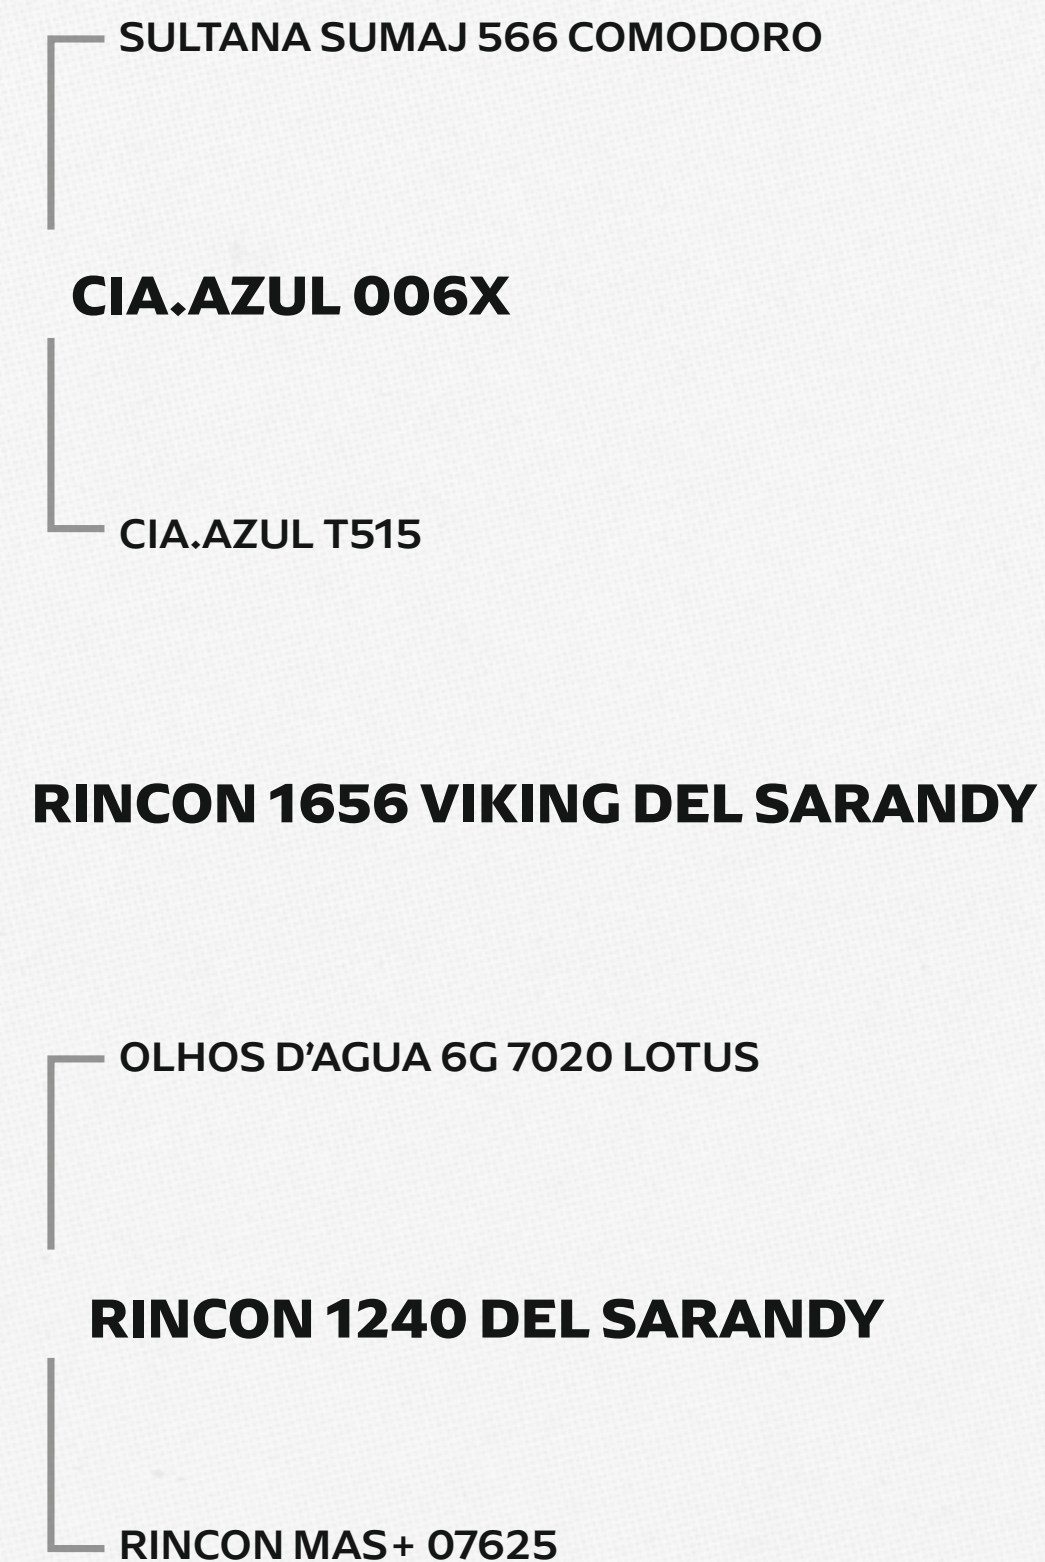 SULTANA SUMAJ 566 COMODORO
CIA.AZUL 006X
CIA.AZUL T515
RINCON 1656 VIKING DEL SARANDY
OLHOS D’AGUA 6G 7020 LOTUS
RINCON 1240 DEL SARANDY
RINCON MAS+ 07625